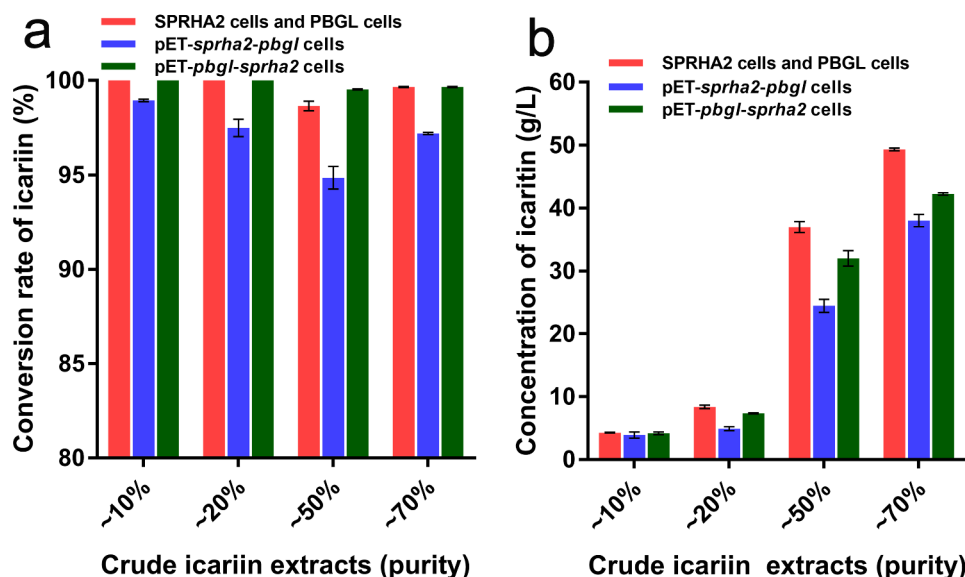 a
SPRHA2 cells and PBGL cells
pET-sprha2-pbgl cells
pET-pbgl-sprha2 cells
Conversion rate of icariin (%)
100
95
90
85
80
~10%
~20%
~50%
~70%
Crude icariin extracts (purity)
b
SPRHA2 cells and PBGL cells
pET-sprha2-pbgl cells
pET-pbgl-sprha2 cells
Concentration of icaritin (g/L)
60
50
40
30
20
10
0
~10%
~20%
~50%
~70%
Crude icariin extracts (purity)